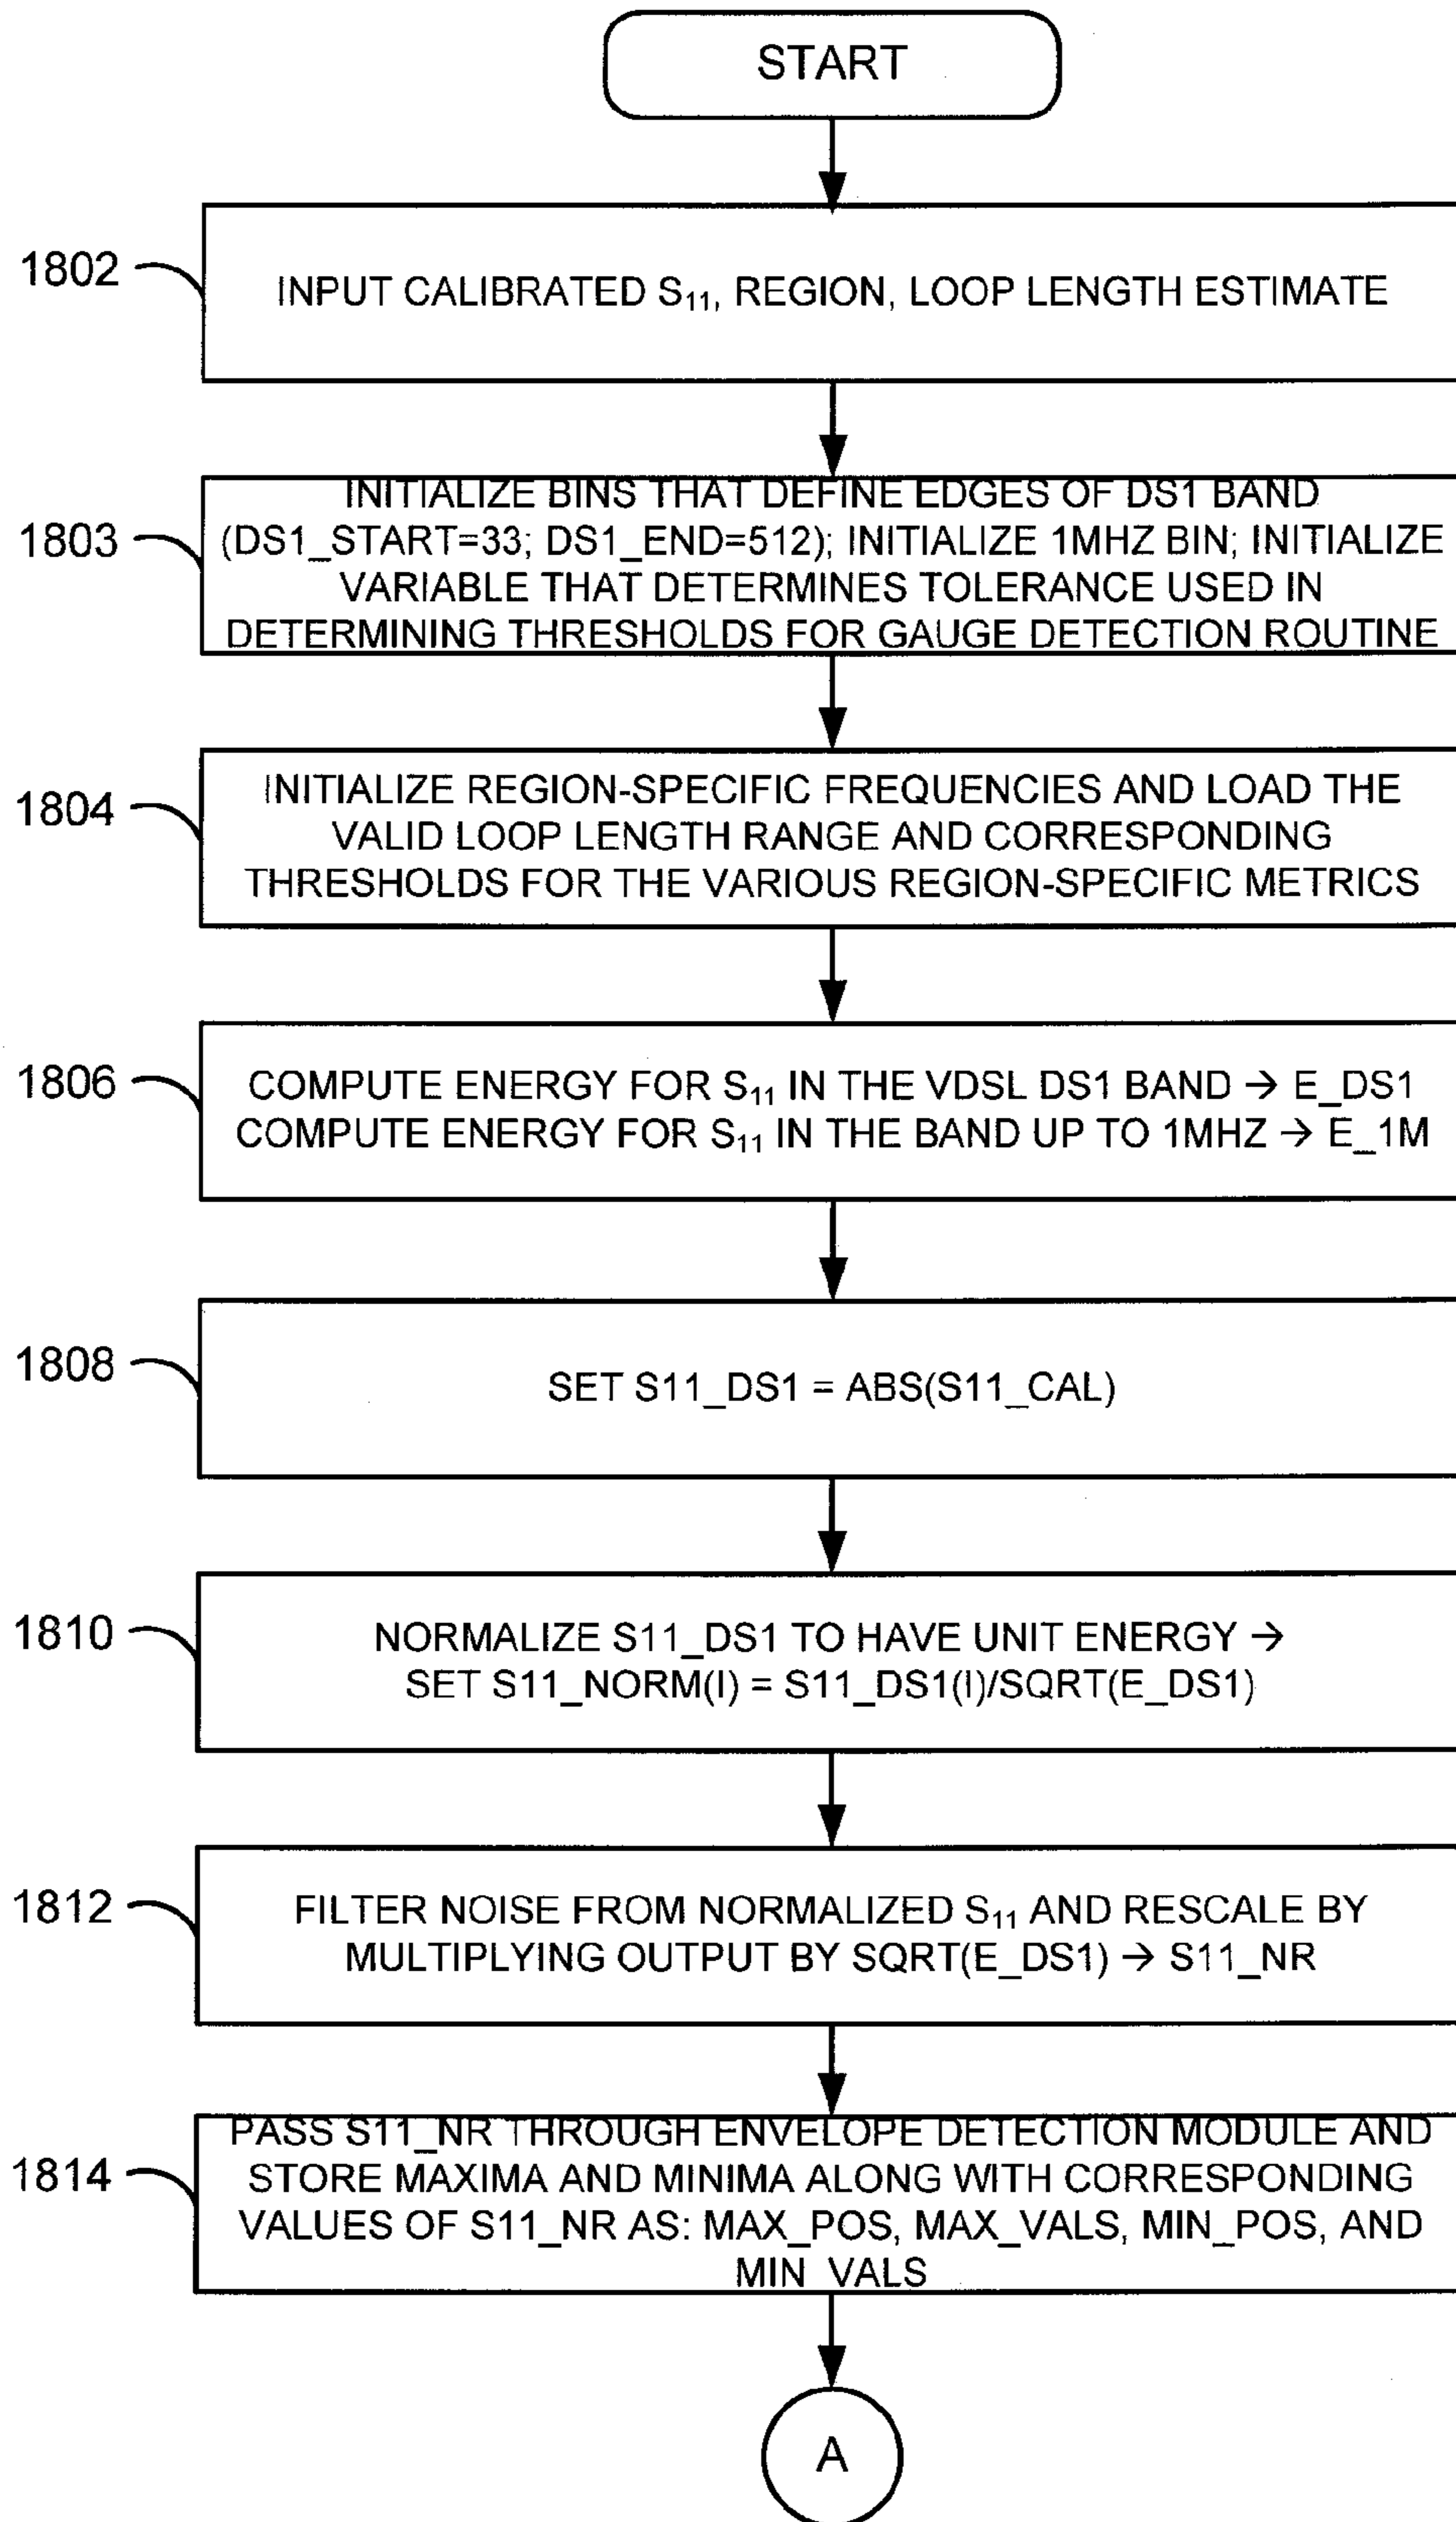 START
1802
INPUT CALIBRATED S₁₁, REGION, LOOP LENGTH ESTIMATE
1803
INITIALIZE BINS THAT DEFINE EDGES OF DS1 BAND
(DS1_START=33; DS1_END=512); INITIALIZE 1MHZ BIN; INITIALIZE
VARIABLE THAT DETERMINES TOLERANCE USED IN
DETERMINING THRESHOLDS FOR GAUGE DETECTION ROUTINE
1804
INITIALIZE REGION-SPECIFIC FREQUENCIES AND LOAD THE
VALID LOOP LENGTH RANGE AND CORRESPONDING
THRESHOLDS FOR THE VARIOUS REGION-SPECIFIC METRICS
1806
COMPUTE ENERGY FOR S₁₁ IN THE VDSL DS1 BAND → E_DS1
COMPUTE ENERGY FOR S₁₁ IN THE BAND UP TO 1MHZ → E_1M
1808
SET S11_DS1 = ABS(S11_CAL)
1810
NORMALIZE S11_DS1 TO HAVE UNIT ENERGY →
SET S11_NORM(I) = S11_DS1(I)/SQRT(E_DS1)
1812
FILTER NOISE FROM NORMALIZED S₁₁ AND RESCALE BY
MULTIPLYING OUTPUT BY SQRT(E_DS1) → S11_NR
1814
PASS S11_NR THROUGH ENVELOPE DETECTION MODULE AND
STORE MAXIMA AND MINIMA ALONG WITH CORRESPONDING
VALUES OF S11_NR AS: MAX_POS, MAX_VALS, MIN_POS, AND
MIN_VALS
A